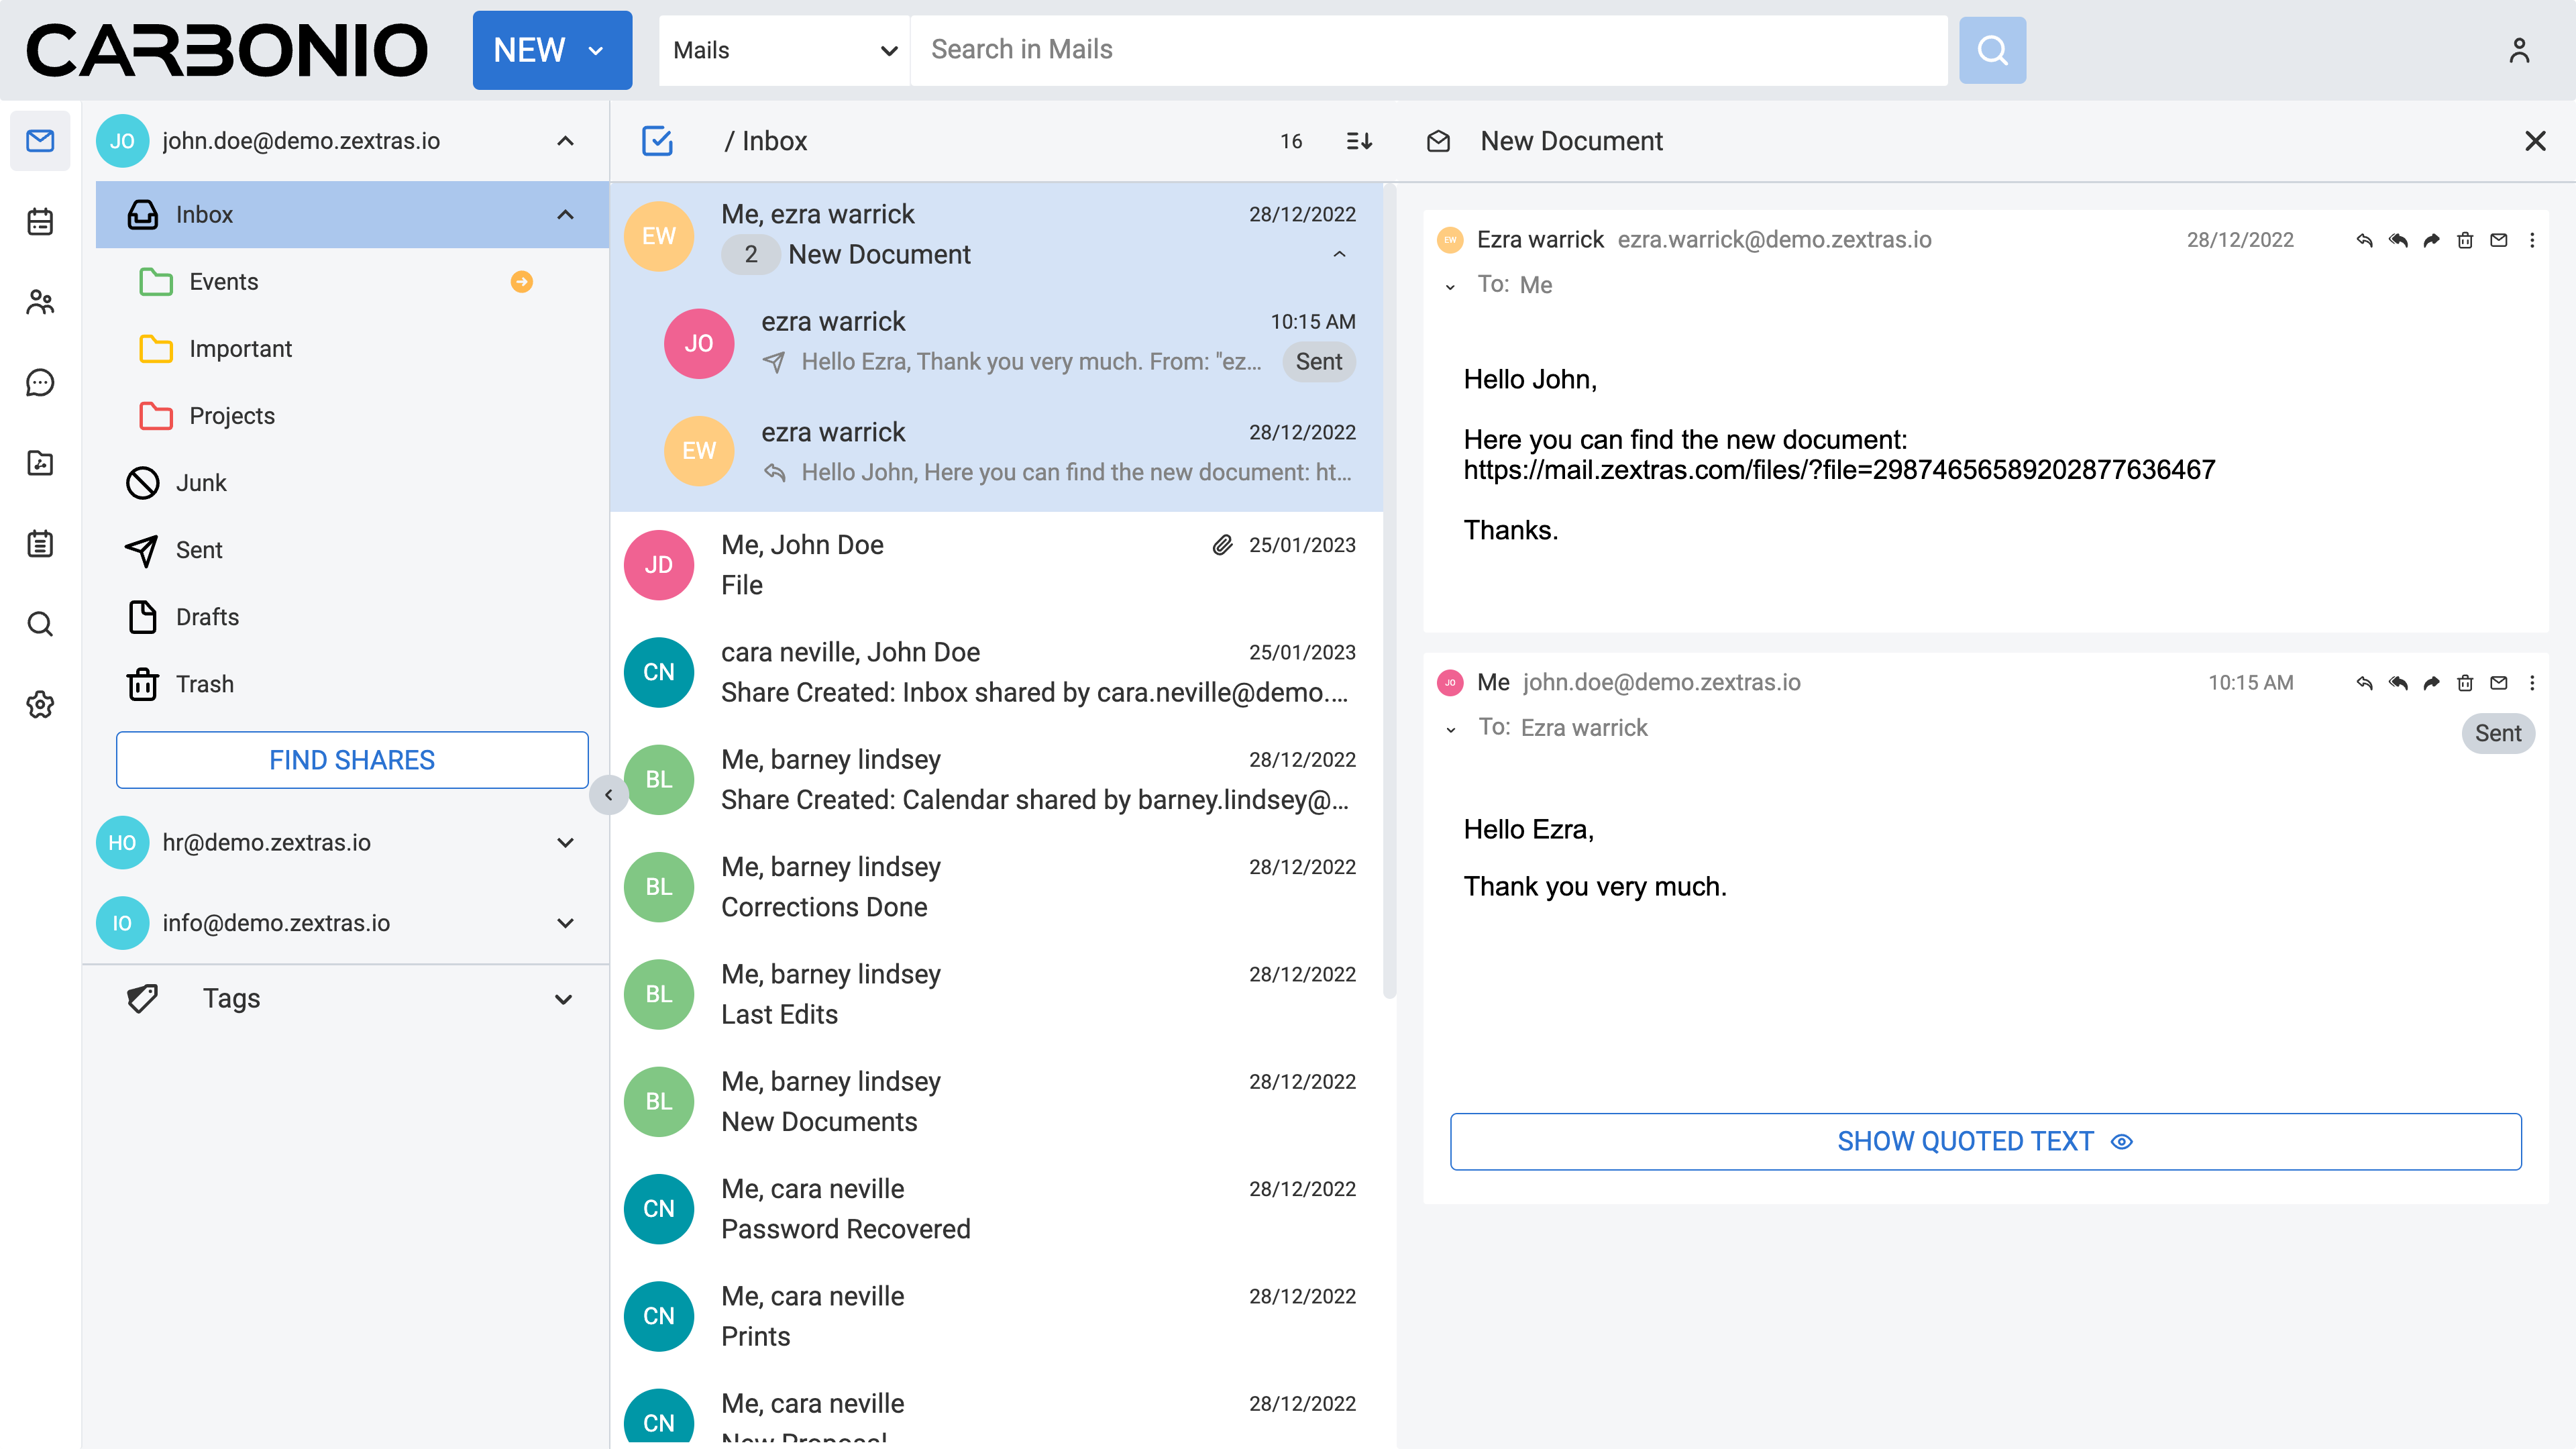 CARBONIO
NEW
Mails
Search in Mails
JO
john.doe@demo.zextras.io
Inbox
Events
Important
Projects
Junk
Sent
Drafts
Trash
FIND SHARES
HO
hr@demo.zextras.io
IO
info@demo.zextras.io
Tags
/ Inbox
16
EW
Me, ezra warrick
28/12/2022
2
New Document
JO
ezra warrick
10:15 AM
Hello Ezra, Thank you very much. From: "ez...
Sent
EW
ezra warrick
28/12/2022
Hello John, Here you can find the new document: ht...
JD
Me, John Doe
25/01/2023
File
CN
cara neville, John Doe
25/01/2023
Share Created: Inbox shared by cara.neville@demo....
BL
Me, barney lindsey
28/12/2022
Share Created: Calendar shared by barney.lindsey@...
BL
Me, barney lindsey
28/12/2022
Corrections Done
BL
Me, barney lindsey
28/12/2022
Last Edits
BL
Me, barney lindsey
28/12/2022
New Documents
CN
Me, cara neville
28/12/2022
Password Recovered
CN
Me, cara neville
28/12/2022
Prints
CN
Me, cara neville
28/12/2022
New Proposal
New Document
EW
Ezra warrick ezra.warrick@demo.zextras.io
28/12/2022
To: Me
Hello John,
Here you can find the new document:
https://mail.zextras.com/files/?file=29874656589202877636467
Thanks.
JO
Me john.doe@demo.zextras.io
10:15 AM
To: Ezra warrick
Sent
Hello Ezra,
Thank you very much.
SHOW QUOTED TEXT